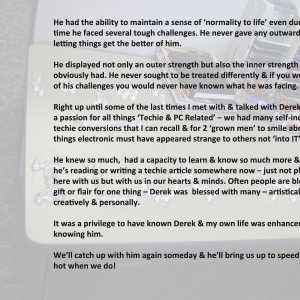 He had the ability to maintain a sense of ‘normality to life’ even du
time he faced several tough challenges. He never gave any outward
letting things get the better of him.
He displayed not only an outer strength but also the inner strength
obviously had. He never sought to be treated differently & if you we
of his challenges you would never have known what he was facing.
Right up until some of the last times I met with & talked with Derek
a passion for all things ‘Techie & PC Related’ – we had many self-ind
techie conversions that I can recall & for 2 ‘grown men’ to smile abo
things electronic must have appeared strange to others not ‘into IT’
He knew so much, had a capacity to learn & know so much more &
he’s reading or writing a techie article somewhere now – just not pl
here with us but with us in our hearts & minds. Often people are ble
gift or flair for one thing – Derek was blessed with many – artistical
creatively & personally.
It was a privilege to have known Derek & my own life was enhanced
knowing him.
We’ll catch up with him again someday & he’ll bring us up to speed
hot when we do!